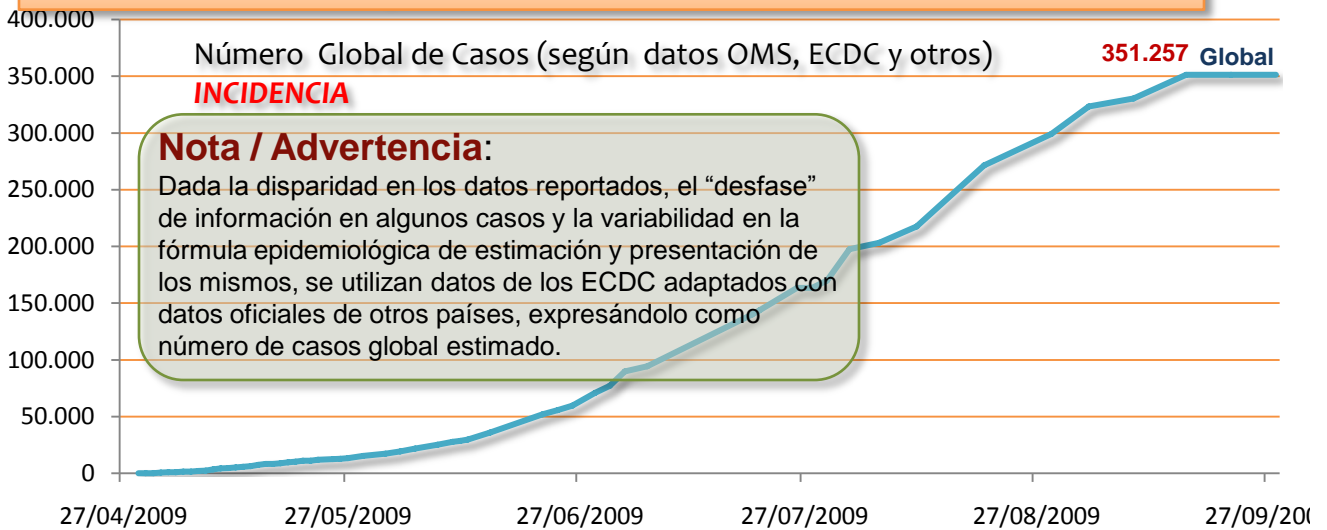 400.000
Número Global de Casos (según datos OMS, ECDC y otros)
351.257 Global
INCIDENCIA
350.000
Nota / Advertencia:
300.000
Dada la disparidad en los datos reportados, el “desfase”
de información en algunos casos y la variabilidad en la
fórmula epidemiológica de estimación y presentación de
los mismos, se utilizan datos de los ECDC adaptados con
datos oficiales de otros países, expresándolo como
número de casos global estimado.
250.000
200.000
150.000
100.000
50.000
0
27/04/2009 27/05/2009 27/06/2009 27/07/2009 27/08/2009 27/09/200